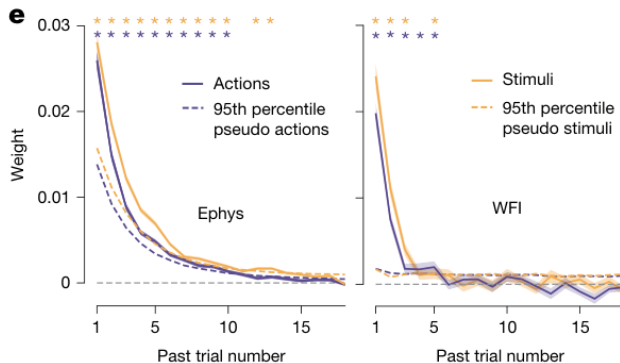 e
0.03
* * * * * * * * * * * *
* * * * * * * * * *
* * * *
* * * * *
Actions
95th percentile
pseudo actions
Stimuli
95th percentile
pseudo stimuli
0.02
Weight
0.01
Ephys
WFI
0
1 5 10 15
1 5 10 15
Past trial number
Past trial number